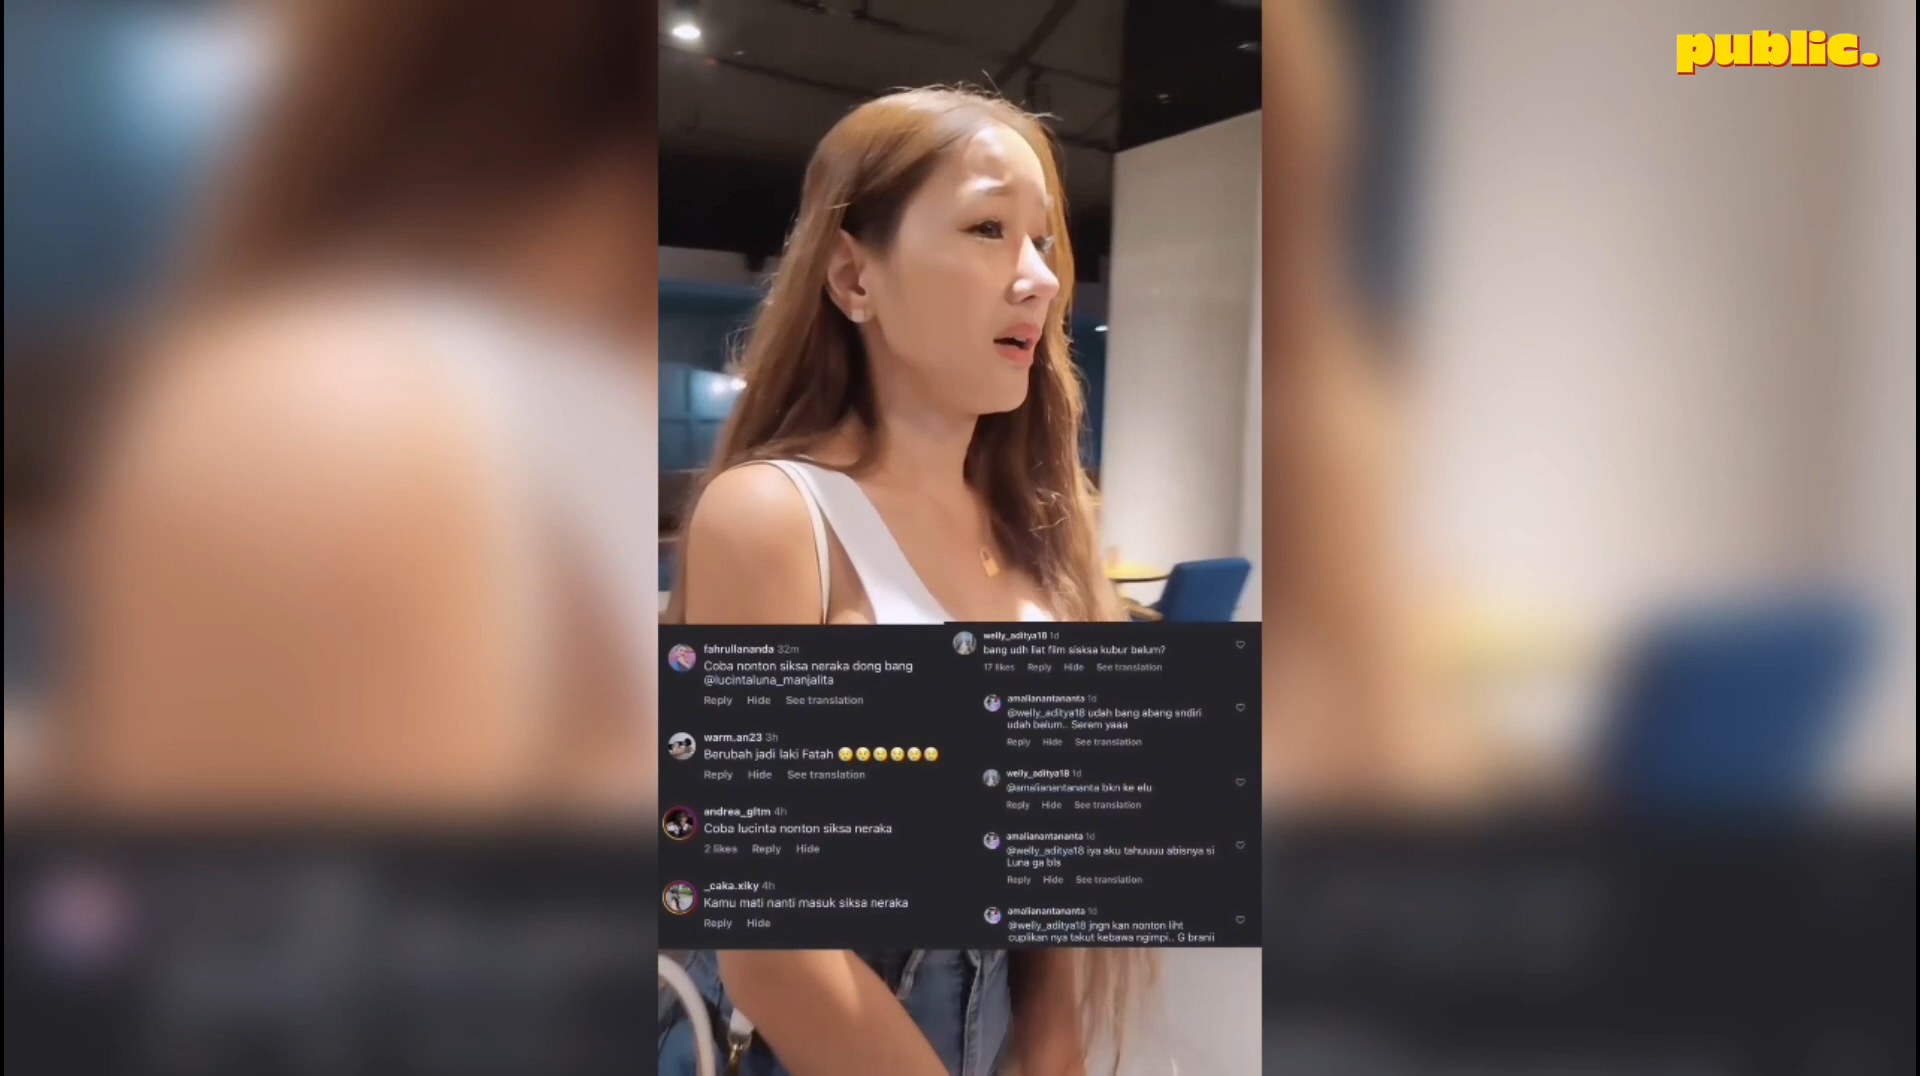 public.
fahrullananda 32m
Coba nonton siksa neraka dong bang
@lucintaluna_manjalita
Reply Hide See translation
warm.an23 3h
Berubah jadi laki Fatah 😢😢😢😢😢😢
Reply Hide See translation
andrea_gltm 4h
Coba lucinta nonton siksa neraka
2 likes Reply Hide
_caka.xiky 4h
Kamu mati nanti masuk siksa neraka
Reply Hide
welly_aditya18 1d
bang udh liat film sisksa kubur belum?
17 likes Reply Hide See translation
amalianantananta 1d
@welly_aditya18 udah bang abang sndiri
udah belum.. Serem yaaa
Reply Hide See translation
welly_aditya18 1d
@amalianantananta bkn ke elu
Reply Hide See translation
amalianantananta 1d
@welly_aditya18 iya aku tahuuuu abisnya si
Luna ga bls
Reply Hide See translation
amalianantananta 1d
@welly_aditya18 jngn kan nonton liht
cuplikan nya takut kebawa ngimpi.. G branii